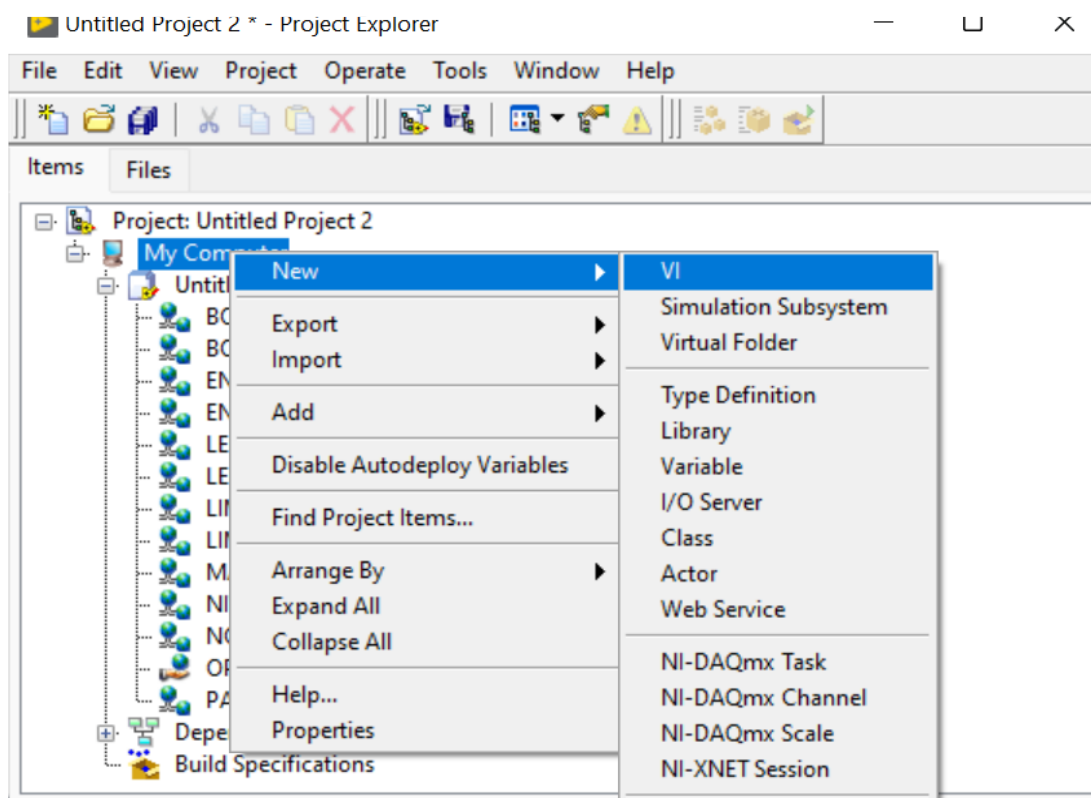 Untitled Project 2 * - Project Explorer
File Edit View Project Operate Tools Window Help
Items Files
Project: Untitled Project 2
My Computer
New
Export
Import
Add
Disable Autodeploy Variables
Find Project Items...
Arrange By
Expand All
Collapse All
Help...
Properties
VI
Simulation Subsystem
Virtual Folder
Type Definition
Library
Variable
I/O Server
Class
Actor
Web Service
NI-DAQmx Task
NI-DAQmx Channel
NI-DAQmx Scale
NI-XNET Session
Build Specifications